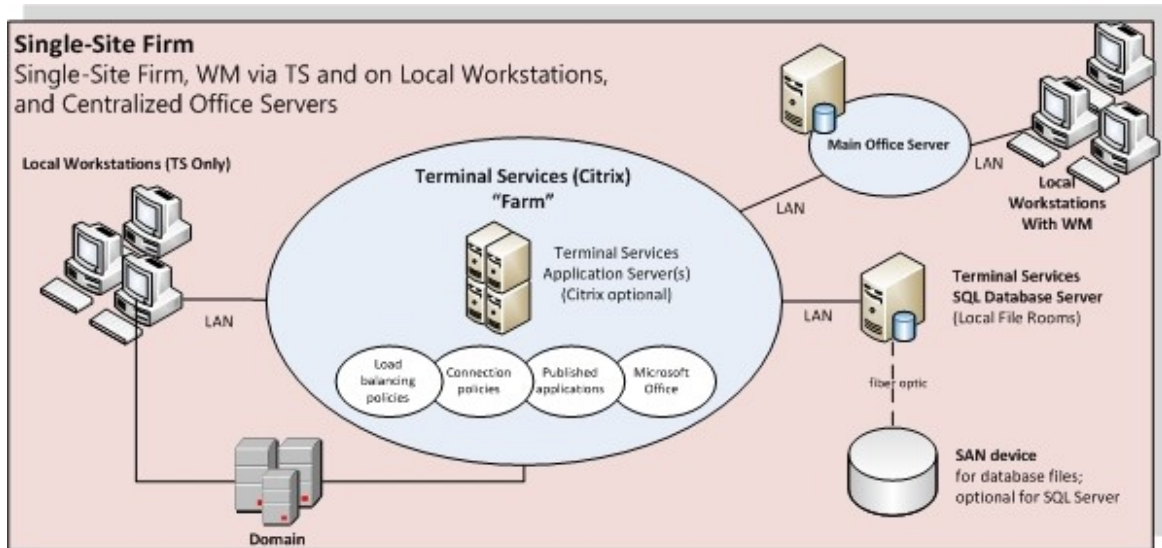 Single-Site Firm
Single-Site Firm, WM via TS and on Local Workstations,
and Centralized Office Servers
Local Workstations (TS Only)
LAN
Terminal Services (Citrix)
“Farm”
Terminal Services
Application Server(s)
(Citrix optional)
Load
balancing
policies
Connection
policies
Published
applications
Microsoft
Office
Domain
Main Office Server
LAN
LAN
Local
Workstations
With WM
LAN
Terminal Services
SQL Database Server
(Local File Rooms)
fiber optic
SAN device
for database files;
optional for SQL Server